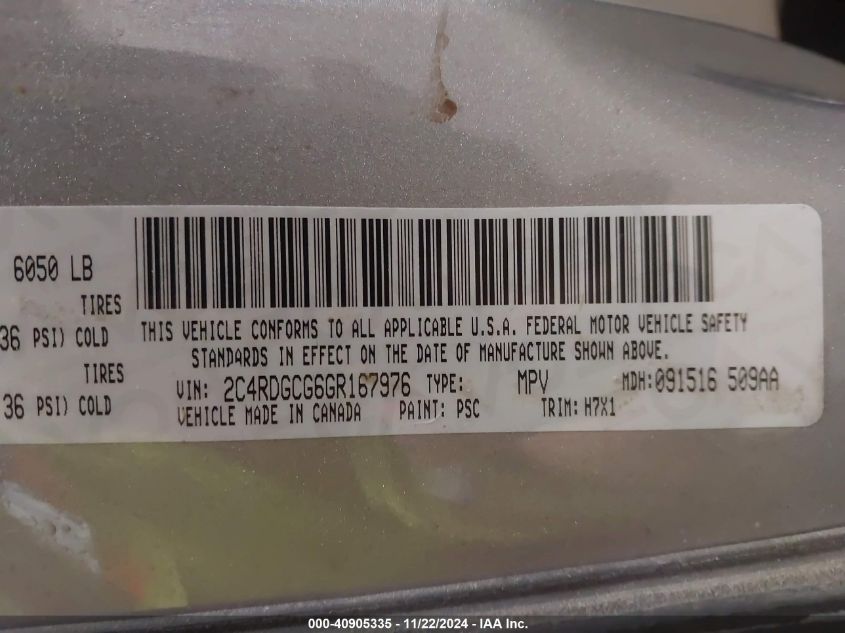 6050 LB
TIRES
36 PSI) COLD
TIRES
36 PSI) COLD
THIS VEHICLE CONFORMS TO ALL APPLICABLE U.S.A. FEDERAL MOTOR VEHICLE SAFETY
STANDARDS IN EFFECT ON THE DATE OF MANUFACTURE SHOWN ABOVE.
VIN: 2C4RDGCG6GR167976 TYPE: MPV MDH:091516 509AA
VEHICLE MADE IN CANADA PAINT: PSC TRIM: H7X1
000-40905335 - 11/22/2024 - IAA Inc.